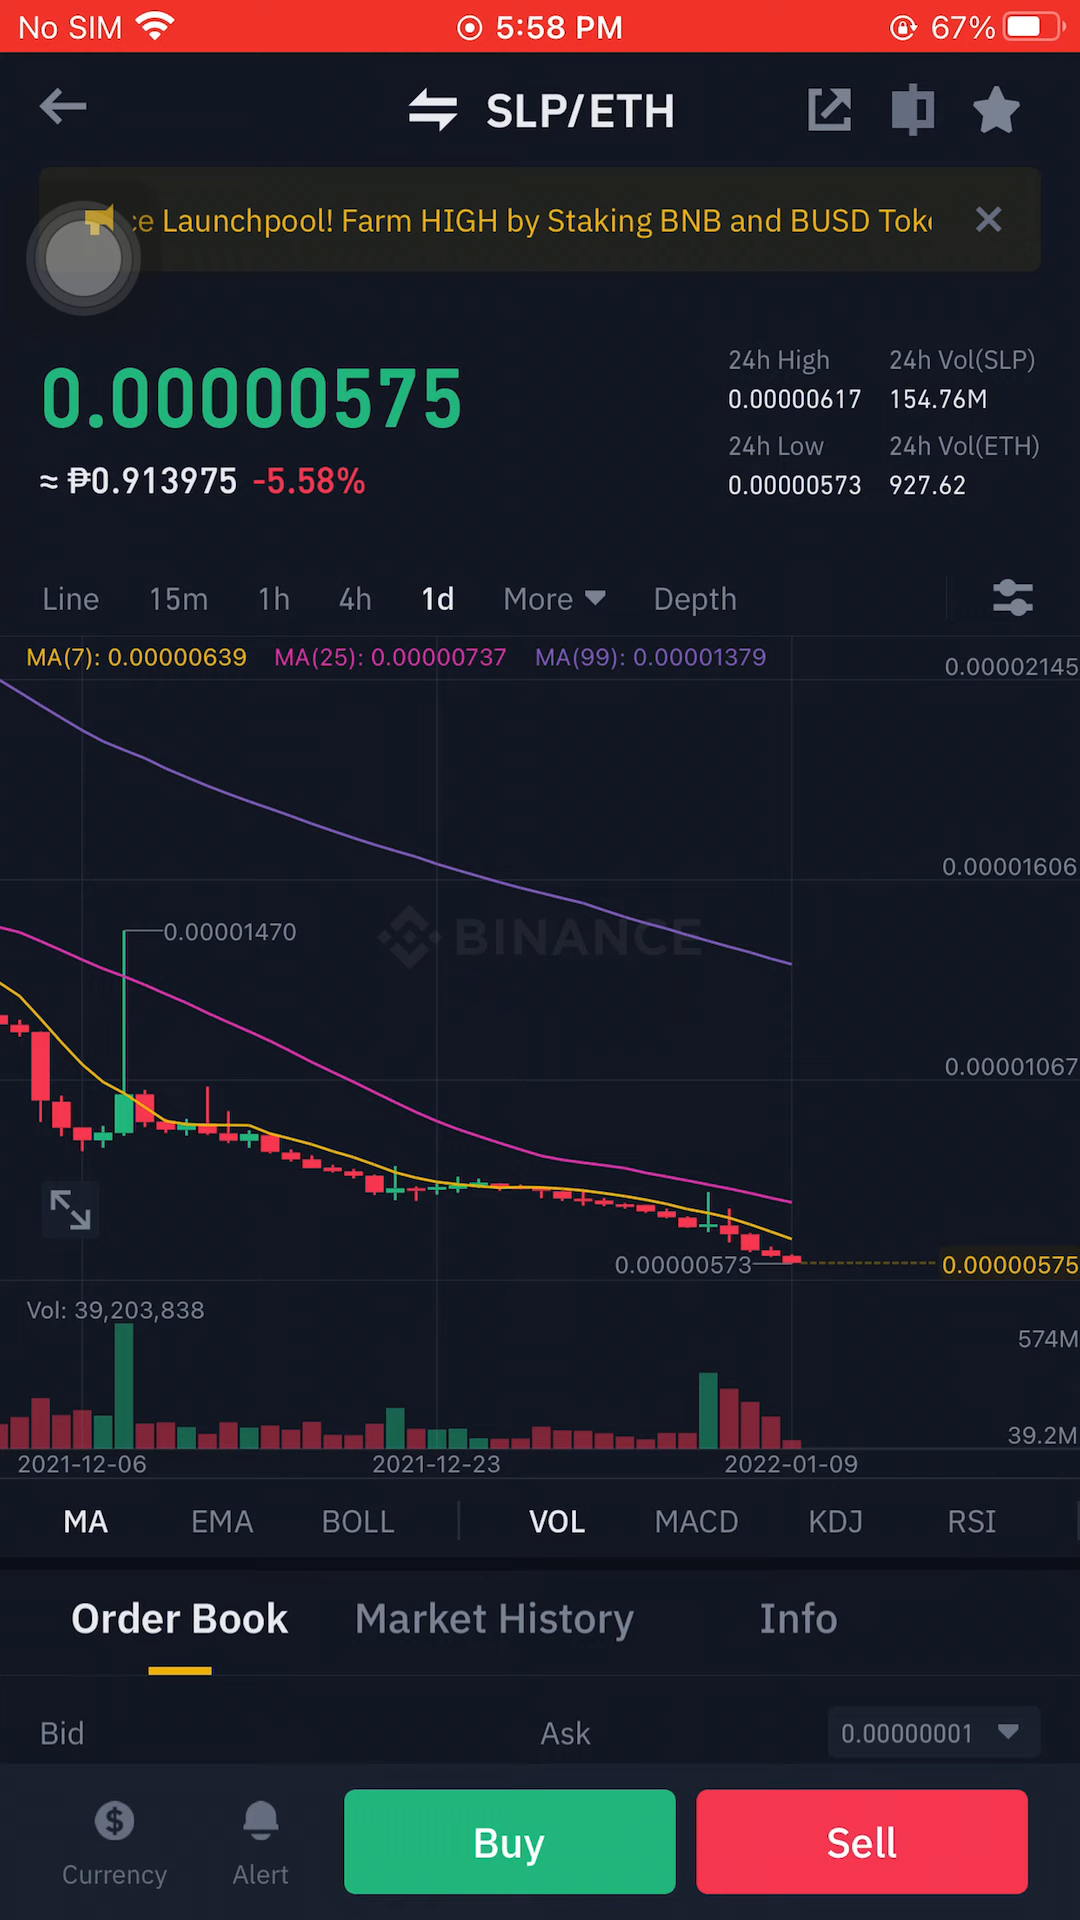 No SIM 5:58 PM 67%
SLP/ETH
ce Launchpool! Farm HIGH by Staking BNB and BUSD
24h High 24h Vol(SLP)
0.00000575
0.00000617 154.76M
24h Low 24h Vol(ETH)
≈ ₱0.913975 -5.58%
0.00000573 927.62
Line 15m 1h 4h 1d More Depth
MA(7): 0.00000639 MA(25): 0.00000737 MA(99): 0.00001379
0.00002145
0.00001606
0.00001470
BINANCE
0.00001067
0.00000573
0.00000575
Vol: 39,203,838
574M
39.2M
2021-12-06 2021-12-23 2022-01-09
MA EMA BOLL VOL MACD KDJ RSI
Order Book Market History Info
Bid Ask 0.00000001
Currency Alert Buy Sell